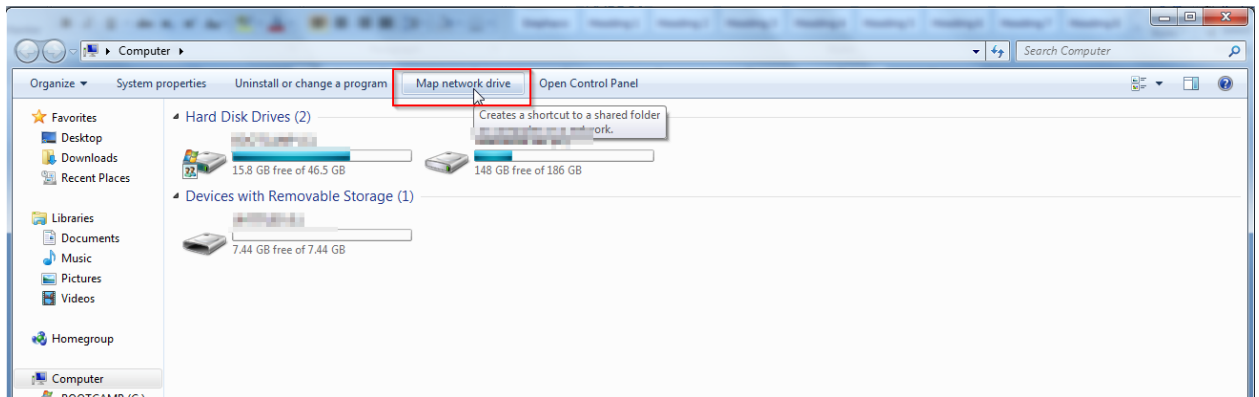 Computer
Search Computer
Organize
System properties
Uninstall or change a program
Map network drive
Open Control Panel
Favorites
Desktop
Downloads
Recent Places
Libraries
Documents
Music
Pictures
Videos
Homegroup
Computer
BOOTCAMP (C:)
Hard Disk Drives (2)
15.8 GB free of 46.5 GB
148 GB free of 186 GB
Creates a shortcut to a shared folder
network.
Devices with Removable Storage (1)
7.44 GB free of 7.44 GB